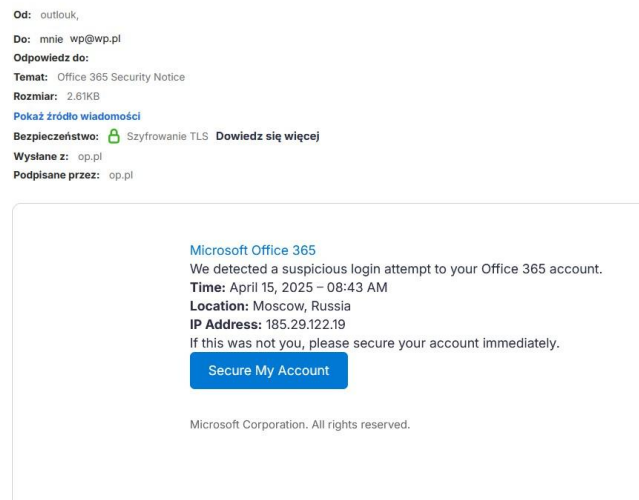 Od: outlouk,
Do: mnie wp@wp.pl
Odpowiedz do:
Temat: Office 365 Security Notice
Rozmiar: 2.61KB
Pokaż źródło wiadomości
Bezpieczeństwo: Szyfrowanie TLS Dowiedz się więcej
Wysłane z: op.pl
Podpisane przez: op.pl
Microsoft Office 365
We detected a suspicious login attempt to your Office 365 account.
Time: April 15, 2025 – 08:43 AM
Location: Moscow, Russia
IP Address: 185.29.122.19
If this was not you, please secure your account immediately.
Secure My Account
Microsoft Corporation. All rights reserved.